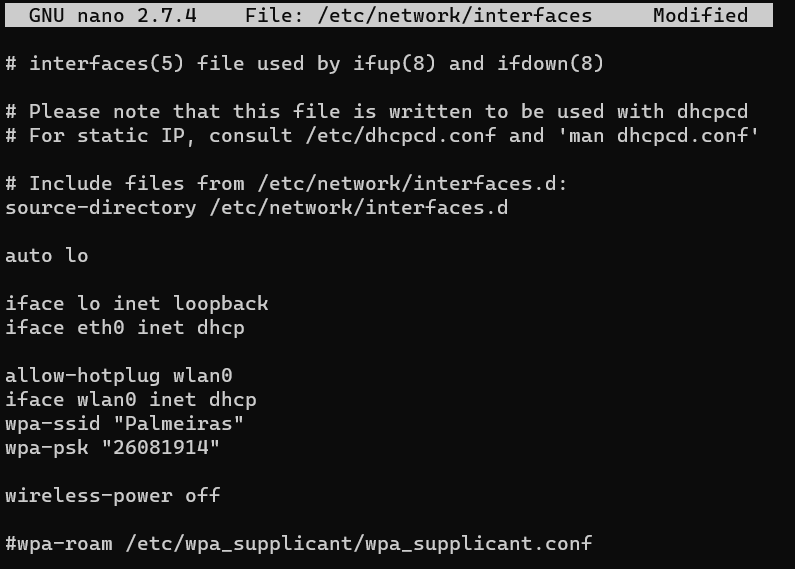 GNU nano 2.7.4    File: /etc/network/interfaces    Modified
# interfaces(5) file used by ifup(8) and ifdown(8)
# Please note that this file is written to be used with dhcpcd
# For static IP, consult /etc/dhcpcd.conf and 'man dhcpcd.conf'
# Include files from /etc/network/interfaces.d:
source-directory /etc/network/interfaces.d
auto lo
iface lo inet loopback
iface eth0 inet dhcp
allow-hotplug wlan0
iface wlan0 inet dhcp
wpa-ssid "Palmeiras"
wpa-psk "26081914"
wireless-power off
#wpa-roam /etc/wpa_supplicant/wpa_supplicant.conf